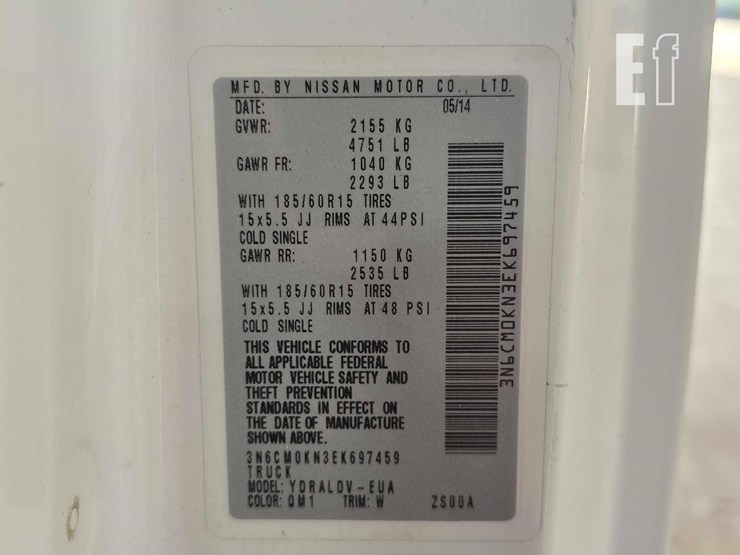 Ef
MFD. BY NISSAN MOTOR CO., LTD.
DATE: 05/14
GVWR: 2155 KG
4751 LB
GAWR FR: 1040 KG
2293 LB
WITH 185/60R15 TIRES
15x5.5 JJ RIMS AT 44PSI
COLD SINGLE
GAWR RR: 1150 KG
2535 LB
WITH 185/60R15 TIRES
15x5.5 JJ RIMS AT 48 PSI
COLD SINGLE
THIS VEHICLE CONFORMS TO
ALL APPLICABLE FEDERAL
MOTOR VEHICLE SAFETY AND
THEFT PREVENTION
STANDARDS IN EFFECT ON
THE DATE OF MANUFACTURE
SHOWN ABOVE.
3N6CM0KN3EK697459
TRUCK
MODEL: YDRALDV-EUA
COLOR: QM1 TRIM: W ZS00A
3N6CM0KN3EK697459